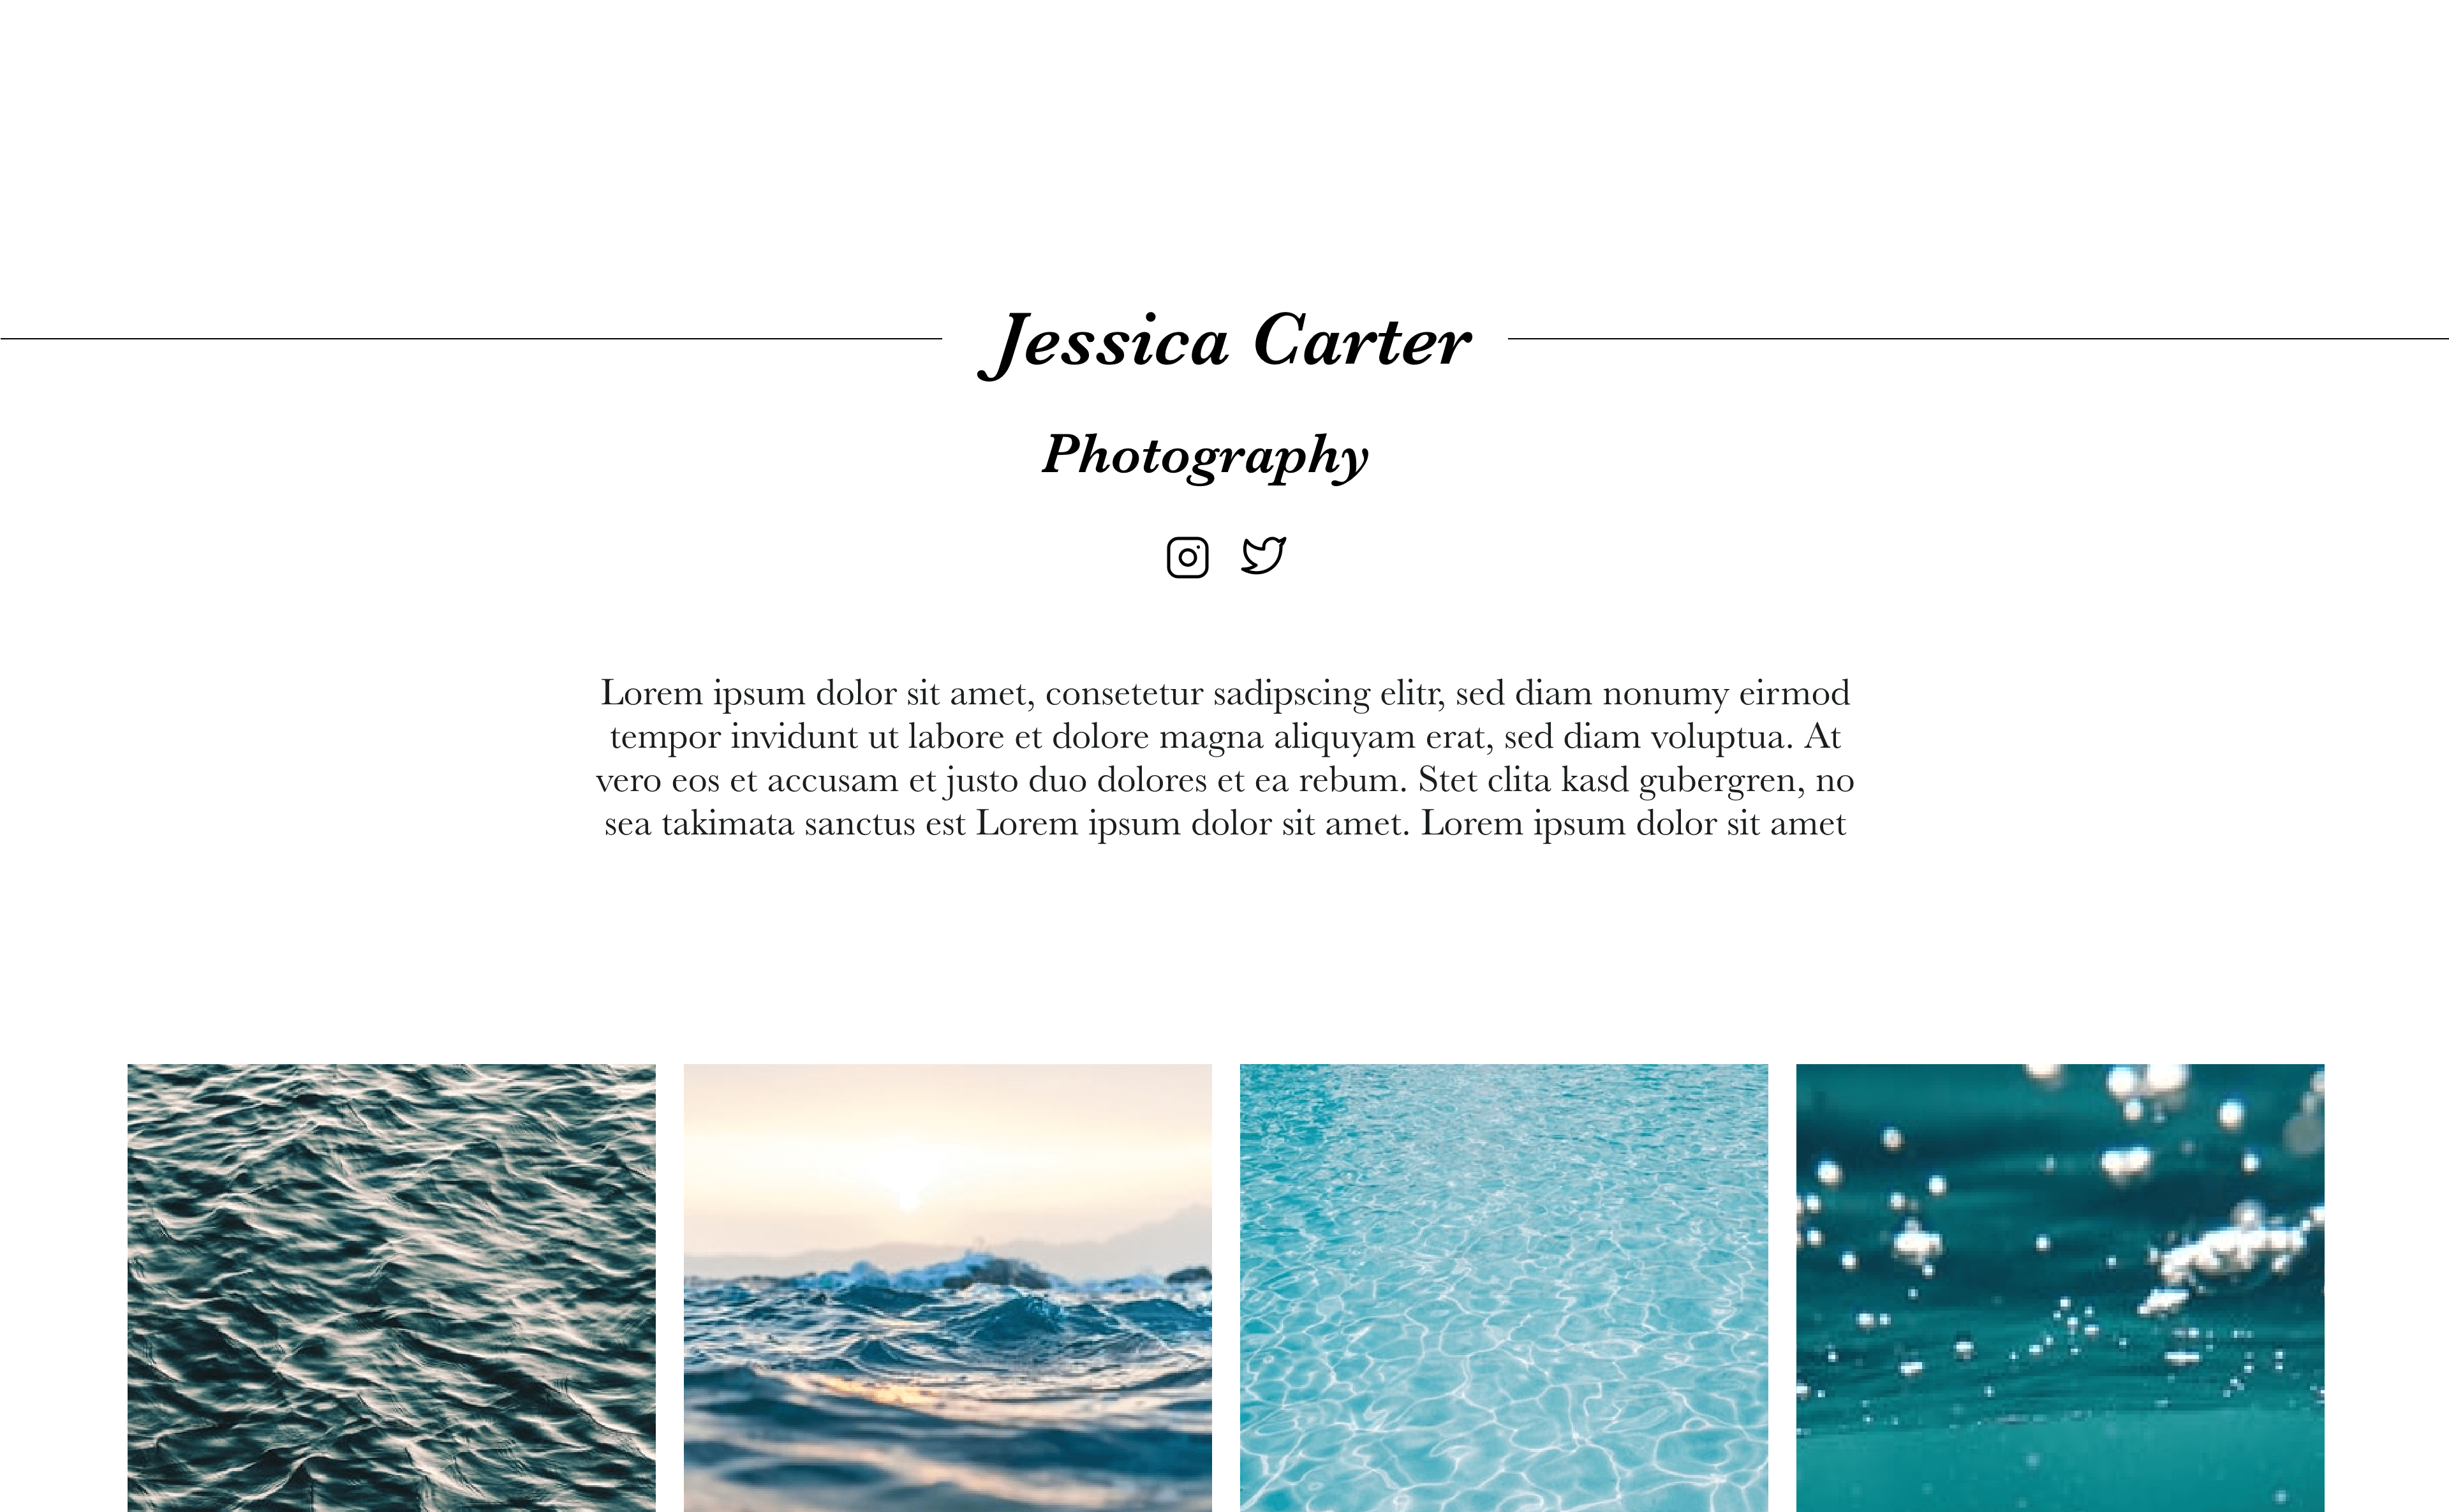 Jessica Carter
Photography
Lorem ipsum dolor sit amet, consetetur sadipscing elitr, sed diam nonumy eirmod
tempor invidunt ut labore et dolore magna aliquyam erat, sed diam voluptua. At
vero eos et accusam et justo duo dolores et ea rebum. Stet clita kasd gubergren, no
sea takimata sanctus est Lorem ipsum dolor sit amet. Lorem ipsum dolor sit amet